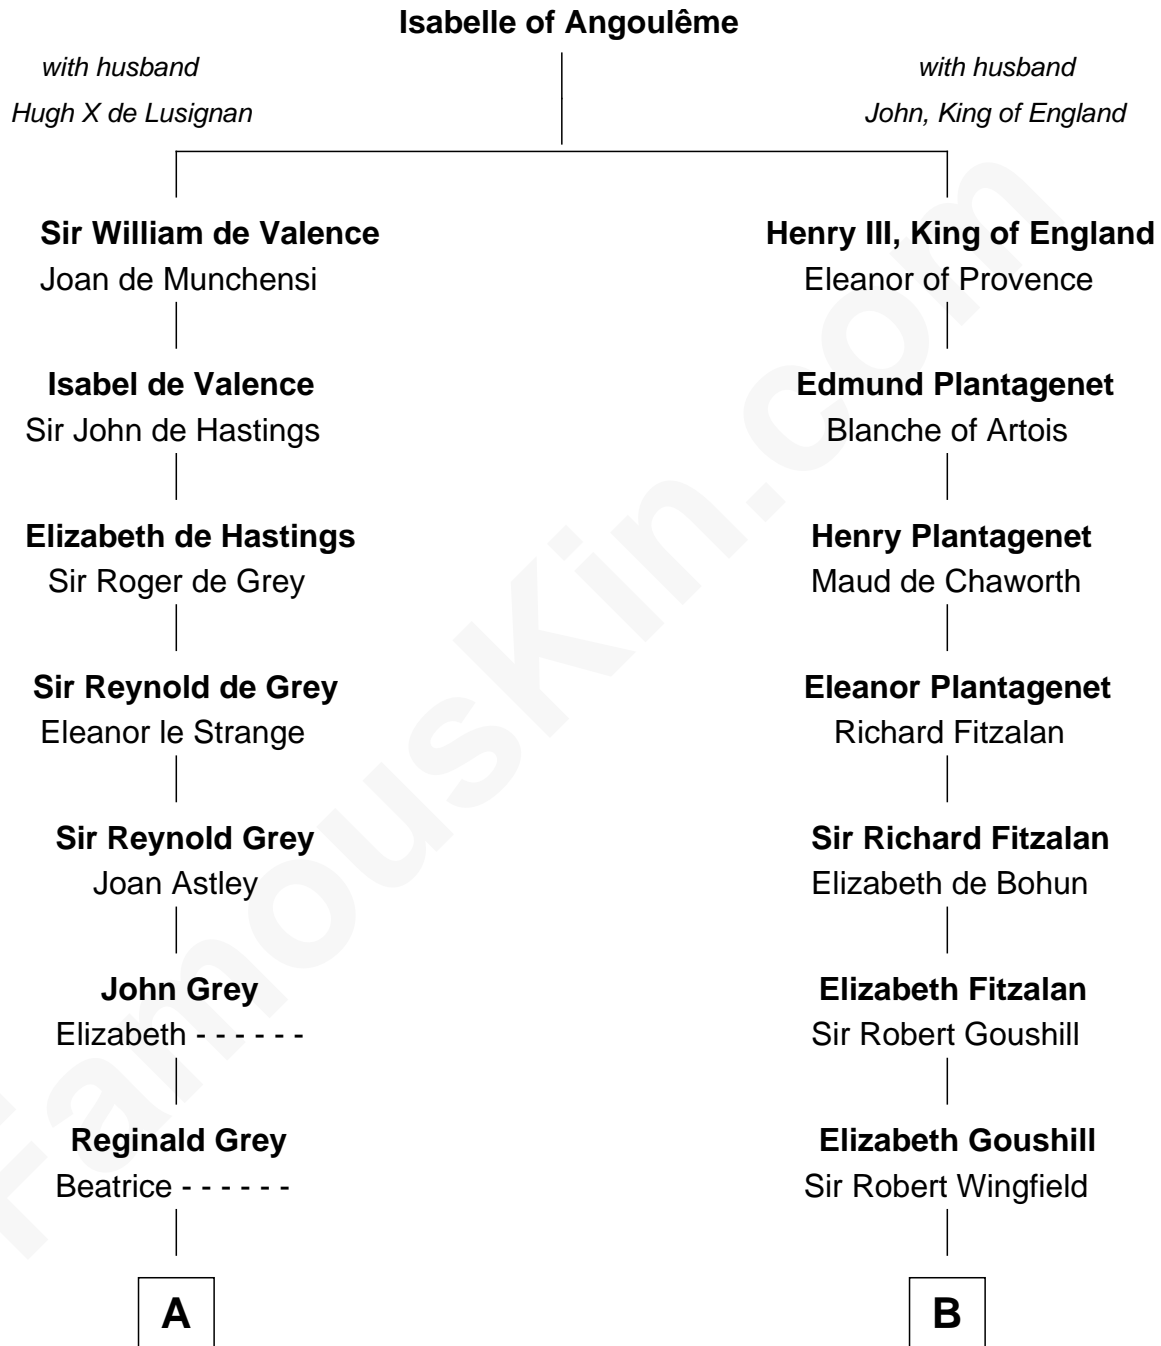 Isabelle of Angoulême
with husband
Hugh X de Lusignan
with husband
John, King of England
Sir William de Valence
Joan de Munchensi
Henry III, King of England
Eleanor of Provence
Isabel de Valence
Sir John de Hastings
Edmund Plantagenet
Blanche of Artois
Elizabeth de Hastings
Sir Roger de Grey
Henry Plantagenet
Maud de Chaworth
Sir Reynold de Grey
Eleanor le Strange
Eleanor Plantagenet
Richard Fitzalan
Sir Reynold Grey
Joan Astley
Sir Richard Fitzalan
Elizabeth de Bohun
John Grey
Elizabeth - - - - - -
Elizabeth Fitzalan
Sir Robert Goushill
Reginald Grey
Beatrice - - - - - -
Elizabeth Goushill
Sir Robert Wingfield
A
B
FamousKin.com